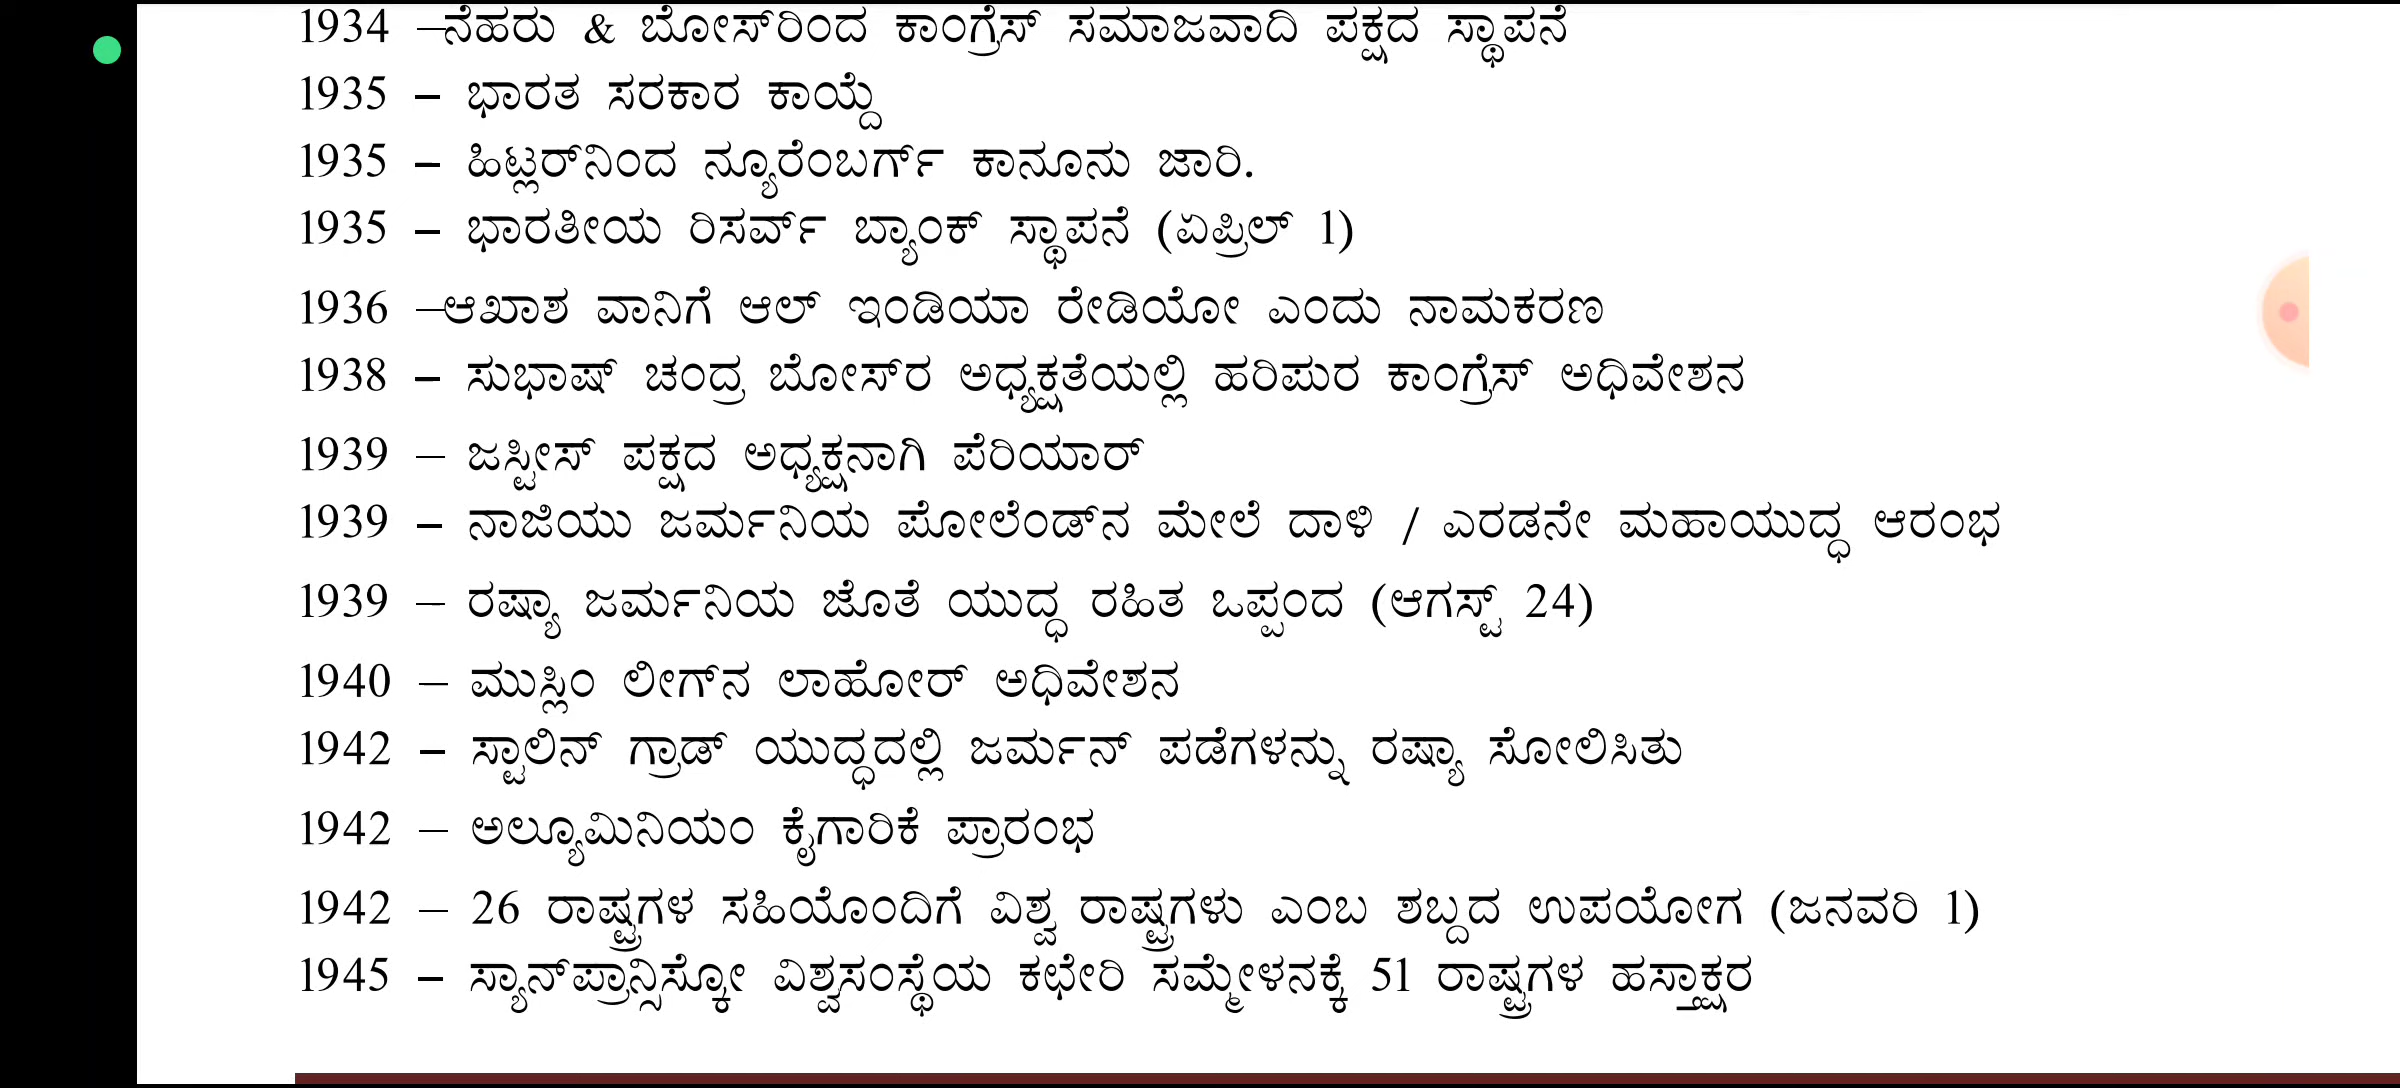 1934 –ನೆಹರು & ಬೋಸ್‌ರಿಂದ ಕಾಂಗ್ರೆಸ್ ಸಮಾಜವಾದಿ ಪಕ್ಷದ ಸ್ಥಾಪನೆ
1935 – ಭಾರತ ಸರಕಾರ ಕಾಯ್ದೆ
1935 – ಹಿಟ್ಲರ್‌ನಿಂದ ನ್ಯೂರೆಂಬರ್ಗ್ ಕಾನೂನು ಜಾರಿ.
1935 – ಭಾರತೀಯ ರಿಸರ್ವ್ ಬ್ಯಾಂಕ್ ಸ್ಥಾಪನೆ (ಏಪ್ರಿಲ್ 1)
1936 –ಆಖಾಶ ವಾನಿಗೆ ಆಲ್ ಇಂಡಿಯಾ ರೇಡಿಯೋ ಎಂದು ನಾಮಕರಣ
1938 – ಸುಭಾಷ್ ಚಂದ್ರ ಬೋಸ್‌ರ ಅಧ್ಯಕ್ಷತೆಯಲ್ಲಿ ಹರಿಪುರ ಕಾಂಗ್ರೆಸ್ ಅಧಿವೇಶನ
1939 – ಜಸ್ಟೀಸ್ ಪಕ್ಷದ ಅಧ್ಯಕ್ಷನಾಗಿ ಪೆರಿಯಾರ್
1939 – ನಾಜಿಯು ಜರ್ಮನಿಯ ಪೋಲೆಂಡ್‌ನ ಮೇಲೆ ದಾಳಿ / ಎರಡನೇ ಮಹಾಯುದ್ಧ ಆರಂಭ
1939 – ರಷ್ಯಾ ಜರ್ಮನಿಯ ಜೊತೆ ಯುದ್ಧ ರಹಿತ ಒಪ್ಪಂದ (ಆಗಸ್ಟ್ 24)
1940 – ಮುಸ್ಲಿಂ ಲೀಗ್‌ನ ಲಾಹೋರ್ ಅಧಿವೇಶನ
1942 – ಸ್ಟಾಲಿನ್ ಗ್ರಾಡ್ ಯುದ್ಧದಲ್ಲಿ ಜರ್ಮನ್ ಪಡೆಗಳನ್ನು ರಷ್ಯಾ ಸೋಲಿಸಿತು
1942 – ಅಲ್ಯೂಮಿನಿಯಂ ಕೈಗಾರಿಕೆ ಪ್ರಾರಂಭ
1942 – 26 ರಾಷ್ಟ್ರಗಳ ಸಹಿಯೊಂದಿಗೆ ವಿಶ್ವ ರಾಷ್ಟ್ರಗಳು ಎಂಬ ಶಬ್ದದ ಉಪಯೋಗ (ಜನವರಿ 1)
1945 – ಸ್ಯಾನ್‌ಪ್ರಾನ್ಸಿಸ್ಕೋ ವಿಶ್ವಸಂಸ್ಥೆಯ ಕಛೇರಿ ಸಮ್ಮೇಳನಕ್ಕೆ 51 ರಾಷ್ಟ್ರಗಳ ಹಸ್ತಾಕ್ಷರ